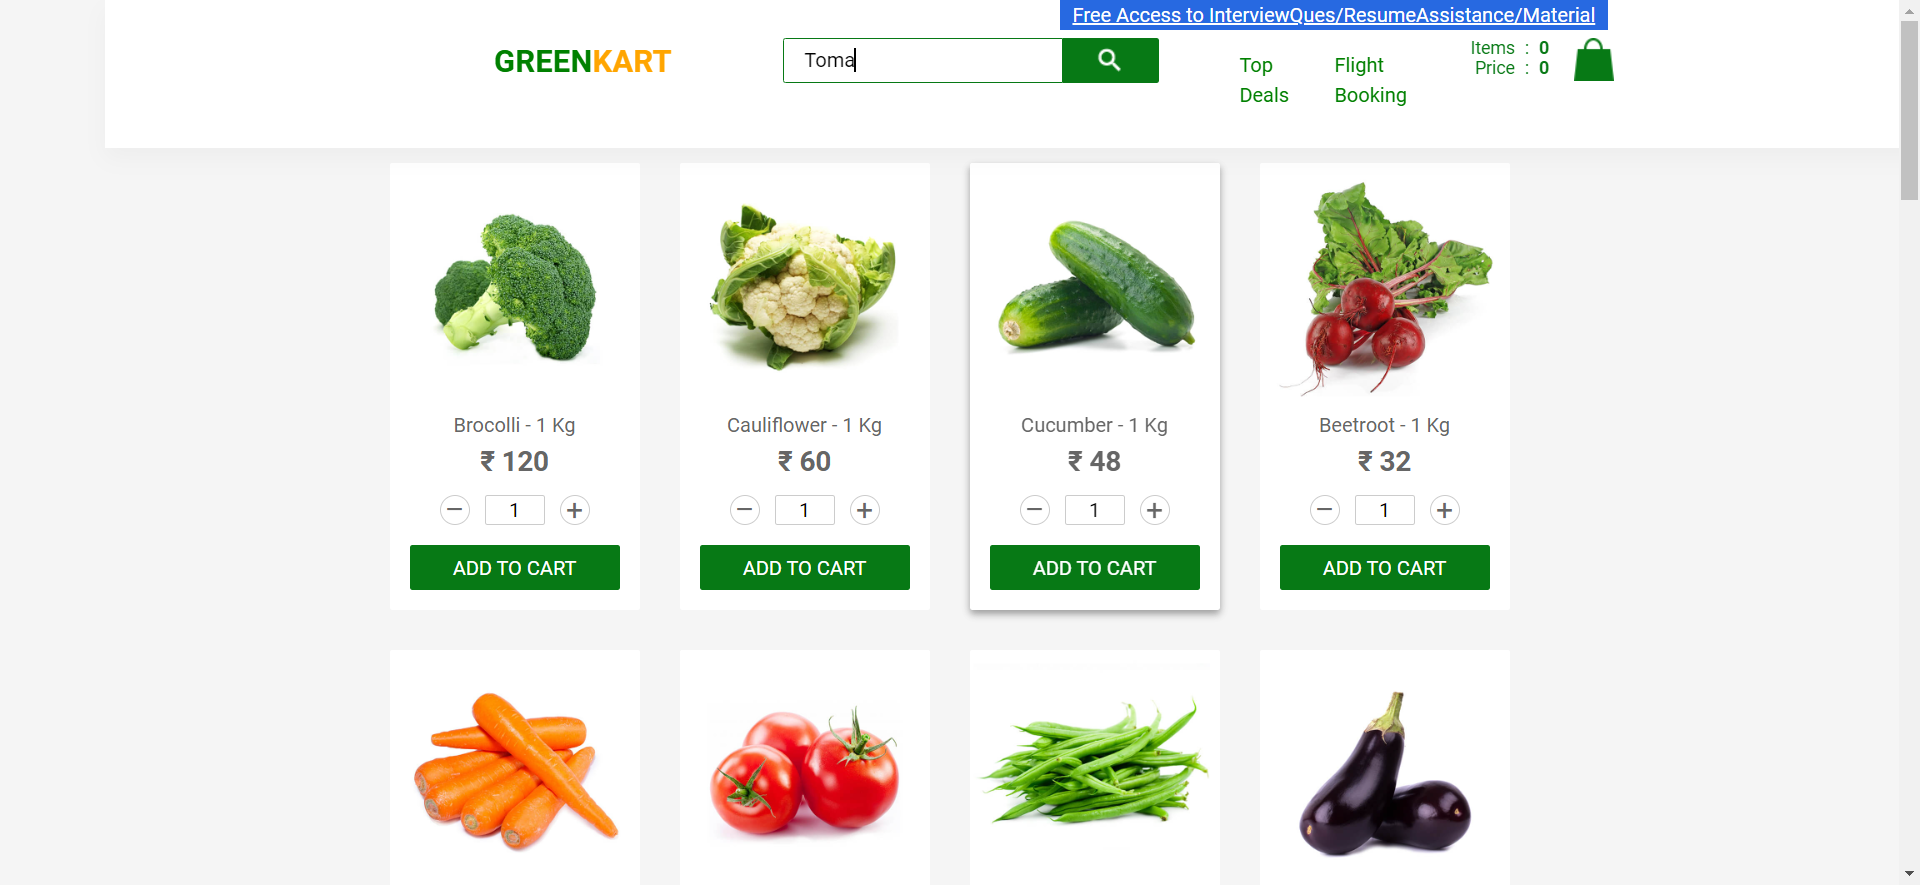 Free Access to InterviewQues/ResumeAssistance/Material
GREENKART
Toma
Top Deals
Flight Booking
Items : 0
Price : 0
Brocolli - 1 Kg
₹ 120
− 1 +
ADD TO CART
Cauliflower - 1 Kg
₹ 60
− 1 +
ADD TO CART
Cucumber - 1 Kg
₹ 48
− 1 +
ADD TO CART
Beetroot - 1 Kg
₹ 32
− 1 +
ADD TO CART